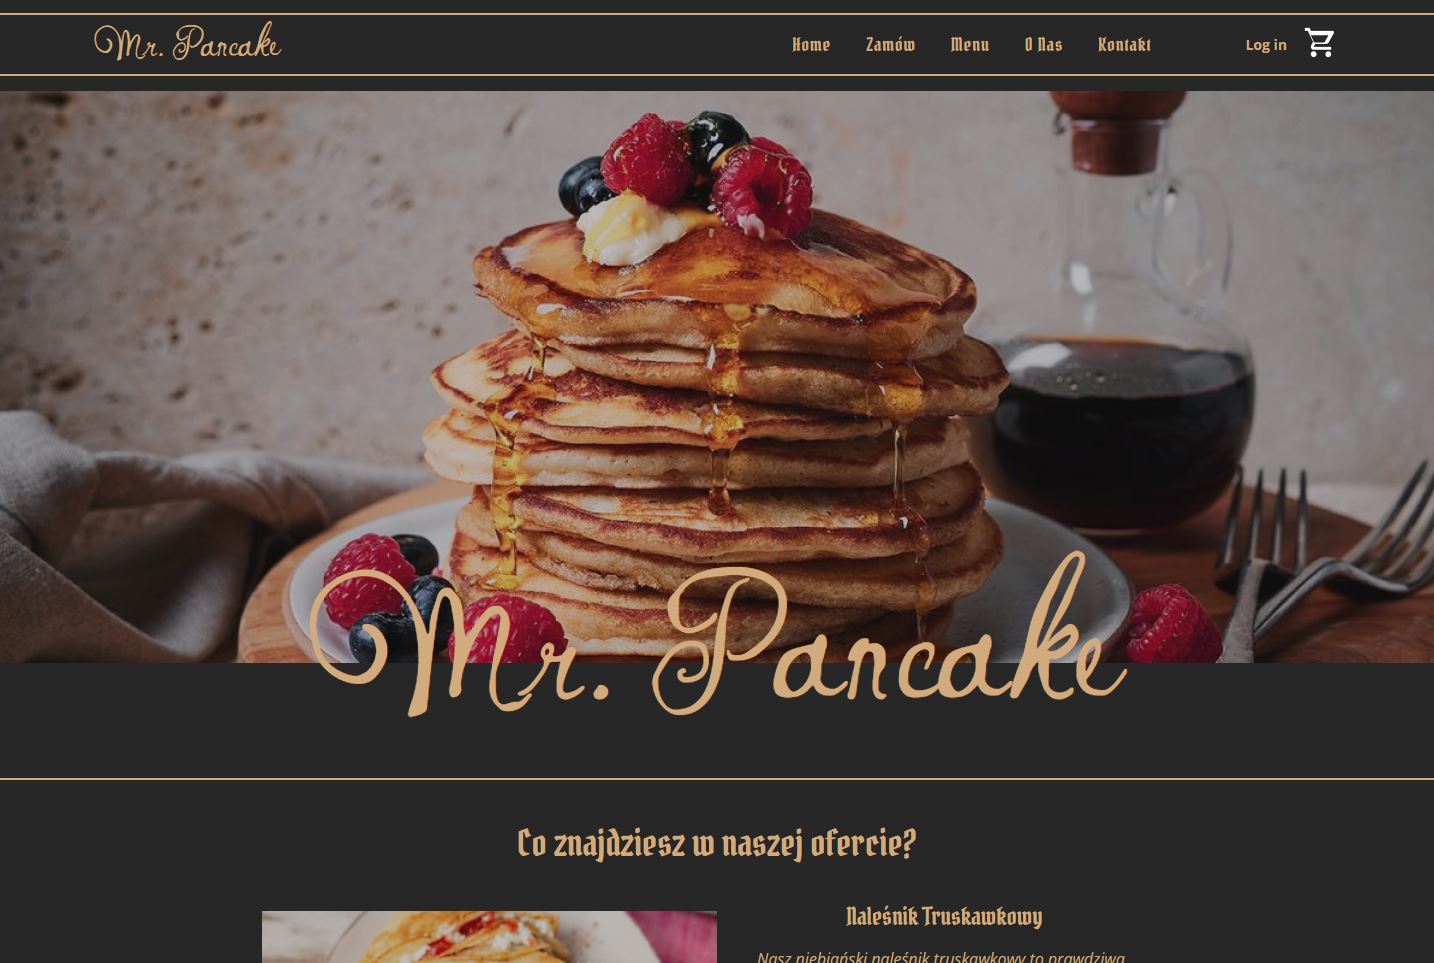 Mr. Pancake
Home Zamów Menu O Nas Kontakt Log in
Mr. Pancake
Co znajdziesz w naszej ofercie?
Naleśnik Truskawkowy
Nasz niebiański naleśnik truskawkowy to prawdziwa